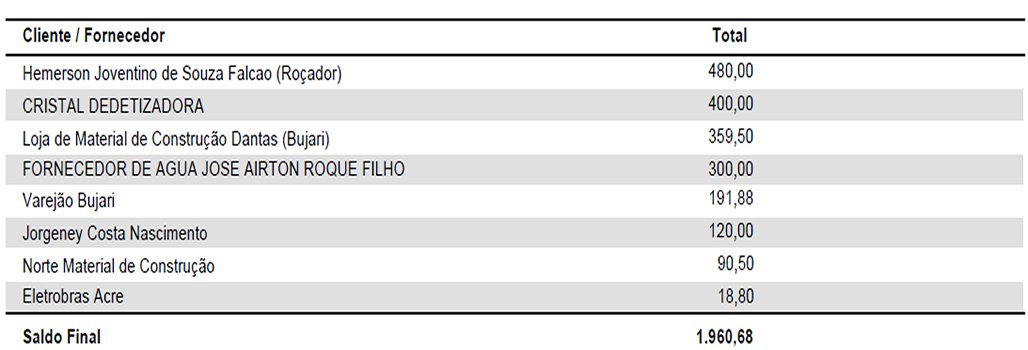 Cliente / Fornecedor Total
Hemerson Joventino de Souza Falcao (Roçador) 480,00
CRISTAL DEDETIZADORA 400,00
Loja de Material de Construção Dantas (Bujari) 359,50
FORNECEDOR DE AGUA JOSE AIRTON ROQUE FILHO 300,00
Varejão Bujari 191,88
Jorgeney Costa Nascimento 120,00
Norte Material de Construção 90,50
Eletrobras Acre 18,80
Saldo Final 1.960,68